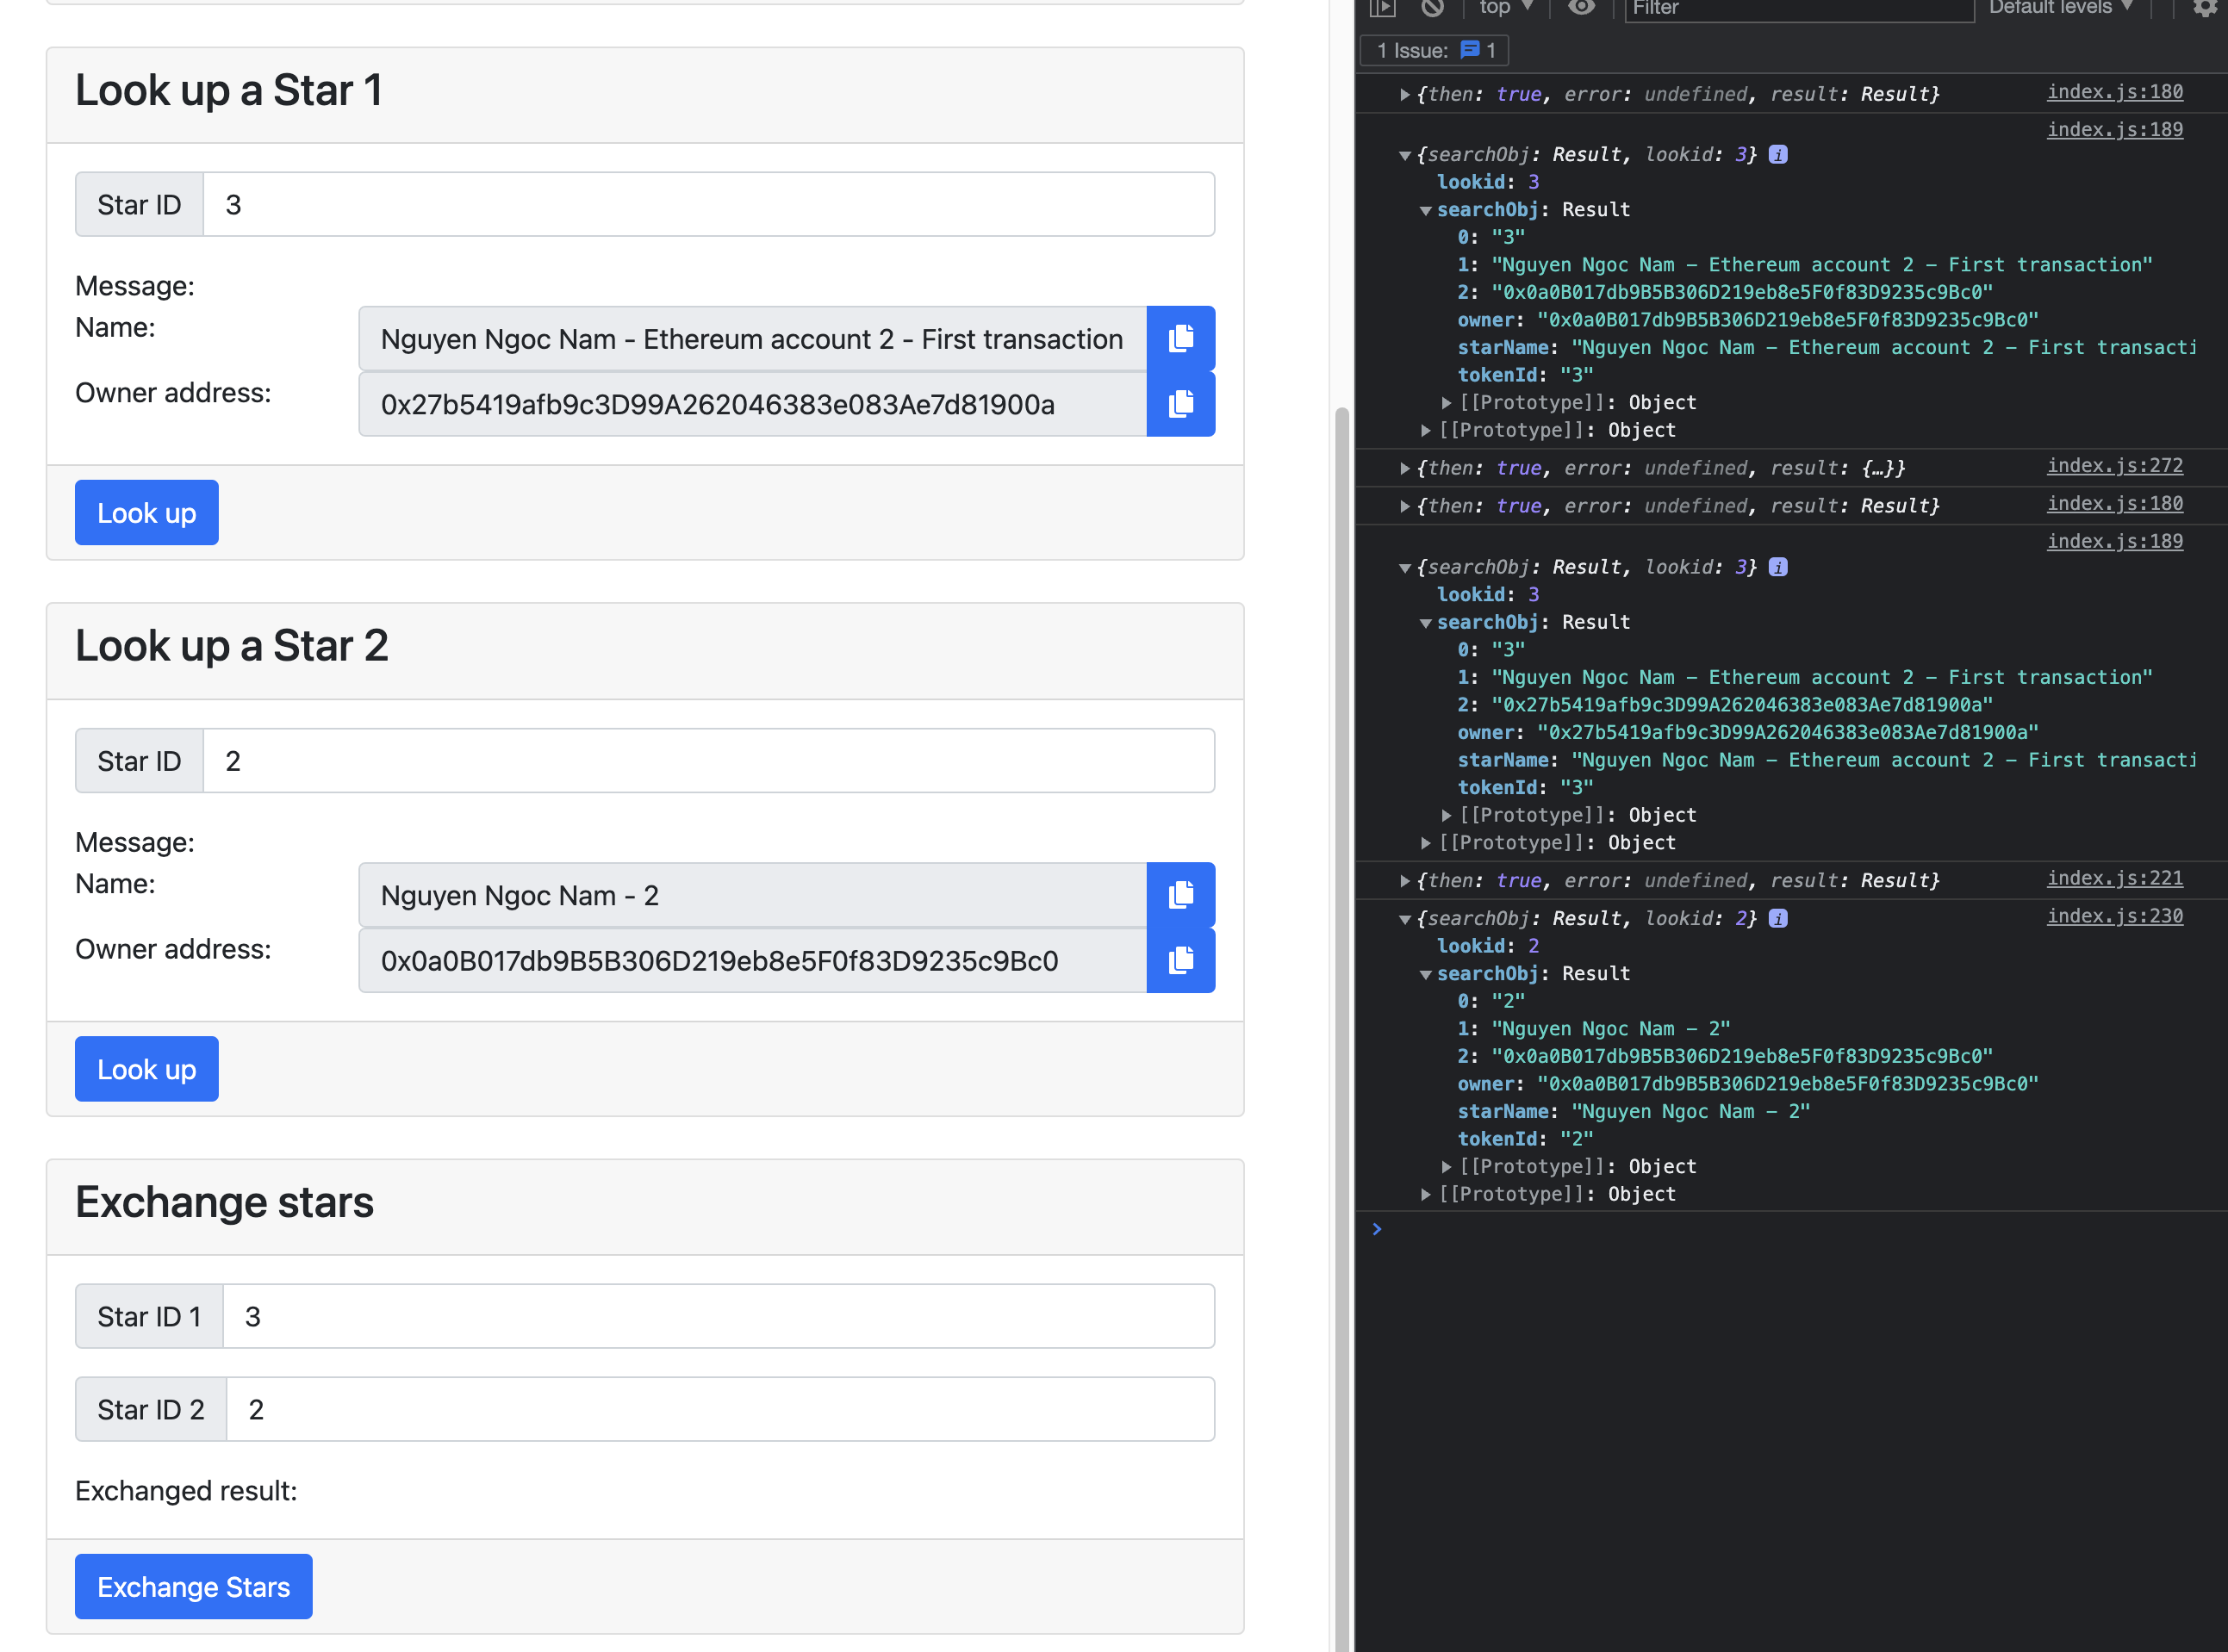 Look up a Star 1
Star ID 3
Message:
Name: Nguyen Ngoc Nam - Ethereum account 2 - First transaction
Owner address: 0x27b5419afb9c3D99A262046383e083Ae7d81900a
Look up
Look up a Star 2
Star ID 2
Message:
Name: Nguyen Ngoc Nam - 2
Owner address: 0x0a0B017db9B5B306D219eb8e5F0f83D9235c9Bc0
Look up
Exchange stars
Star ID 1 3
Star ID 2 2
Exchanged result:
Exchange Stars
top Filter Default levels
1 Issue: 1
{then: true, error: undefined, result: Result} index.js:180
index.js:189
{searchObj: Result, lookid: 3} i
lookid: 3
searchObj: Result
0: "3"
1: "Nguyen Ngoc Nam – Ethereum account 2 – First transaction"
2: "0x0a0B017db9B5B306D219eb8e5F0f83D9235c9Bc0"
owner: "0x0a0B017db9B5B306D219eb8e5F0f83D9235c9Bc0"
starName: "Nguyen Ngoc Nam – Ethereum account 2 – First transacti
tokenId: "3"
[[Prototype]]: Object
[[Prototype]]: Object
{then: true, error: undefined, result: {…}} index.js:272
{then: true, error: undefined, result: Result} index.js:180
index.js:189
{searchObj: Result, lookid: 3} i
lookid: 3
searchObj: Result
0: "3"
1: "Nguyen Ngoc Nam – Ethereum account 2 – First transaction"
2: "0x27b5419afb9c3D99A262046383e083Ae7d81900a"
owner: "0x27b5419afb9c3D99A262046383e083Ae7d81900a"
starName: "Nguyen Ngoc Nam – Ethereum account 2 – First transacti
tokenId: "3"
[[Prototype]]: Object
[[Prototype]]: Object
{then: true, error: undefined, result: Result} index.js:221
{searchObj: Result, lookid: 2} i index.js:230
lookid: 2
searchObj: Result
0: "2"
1: "Nguyen Ngoc Nam – 2"
2: "0x0a0B017db9B5B306D219eb8e5F0f83D9235c9Bc0"
owner: "0x0a0B017db9B5B306D219eb8e5F0f83D9235c9Bc0"
starName: "Nguyen Ngoc Nam – 2"
tokenId: "2"
[[Prototype]]: Object
[[Prototype]]: Object